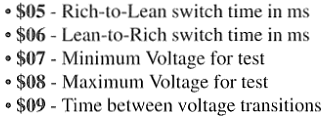 • $05 - Rich-to-Lean switch time in ms
• $06 - Lean-to-Rich switch time in ms
• $07 - Minimum Voltage for test
• $08 - Maximum Voltage for test
• $09 - Time between voltage transitions